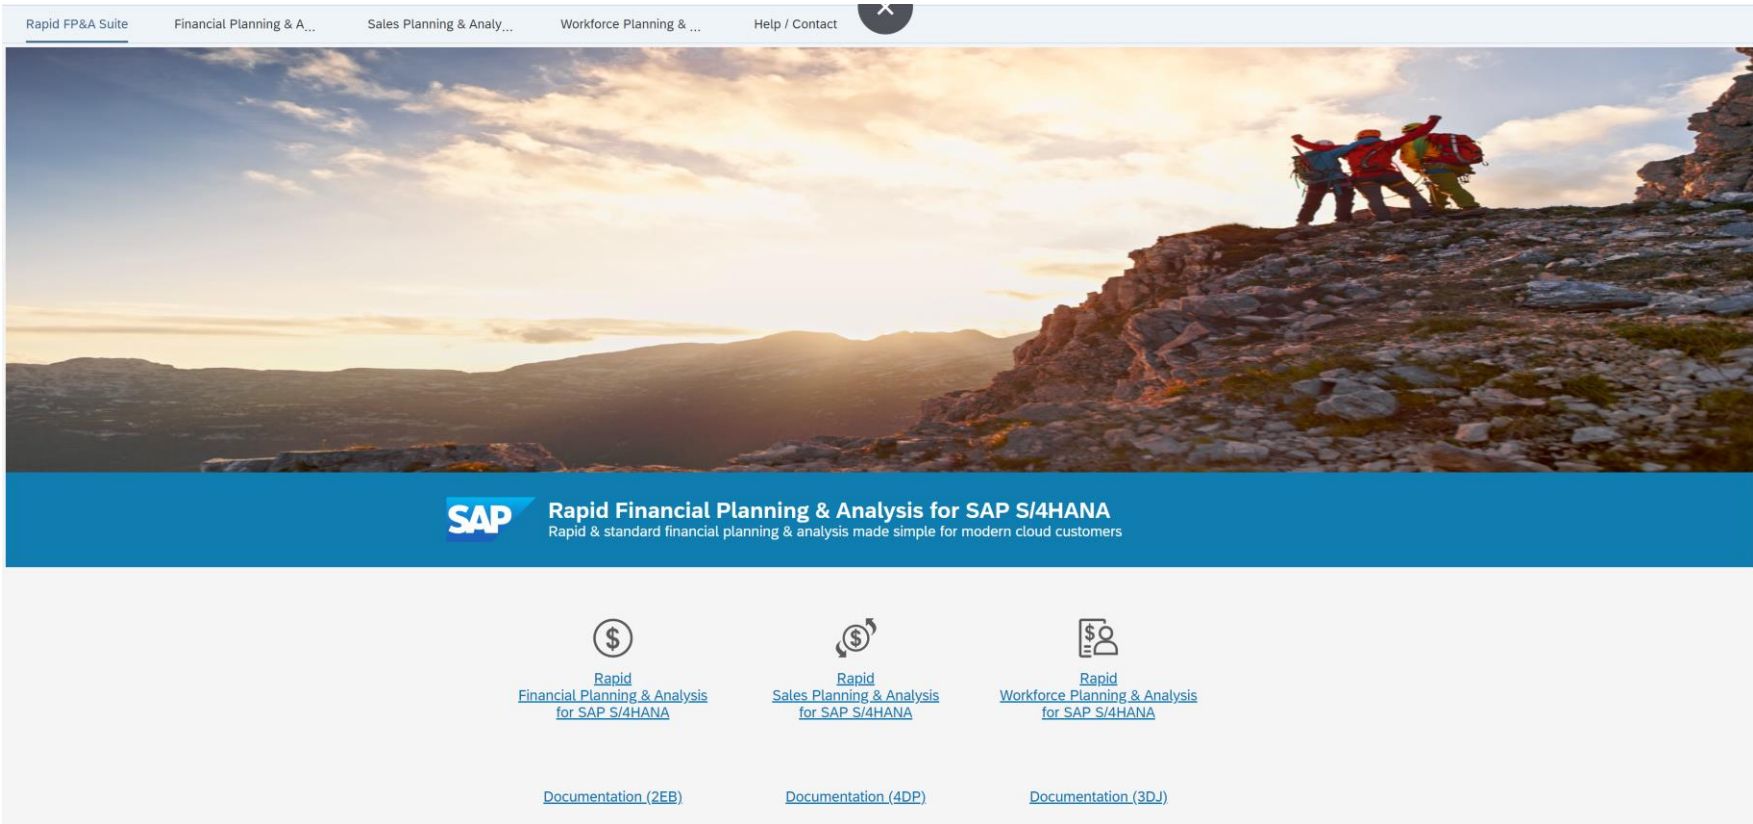 Rapid FP&A Suite
Financial Planning & A...
Sales Planning & Analy...
Workforce Planning & ...
Help / Contact
SAP
Rapid Financial Planning & Analysis for SAP S/4HANA
Rapid & standard financial planning & analysis made simple for modern cloud customers
$
Rapid
Financial Planning & Analysis
for SAP S/4HANA
$
Rapid
Sales Planning & Analysis
for SAP S/4HANA
$
Rapid
Workforce Planning & Analysis
for SAP S/4HANA
Documentation (2EB)
Documentation (4DP)
Documentation (3DJ)